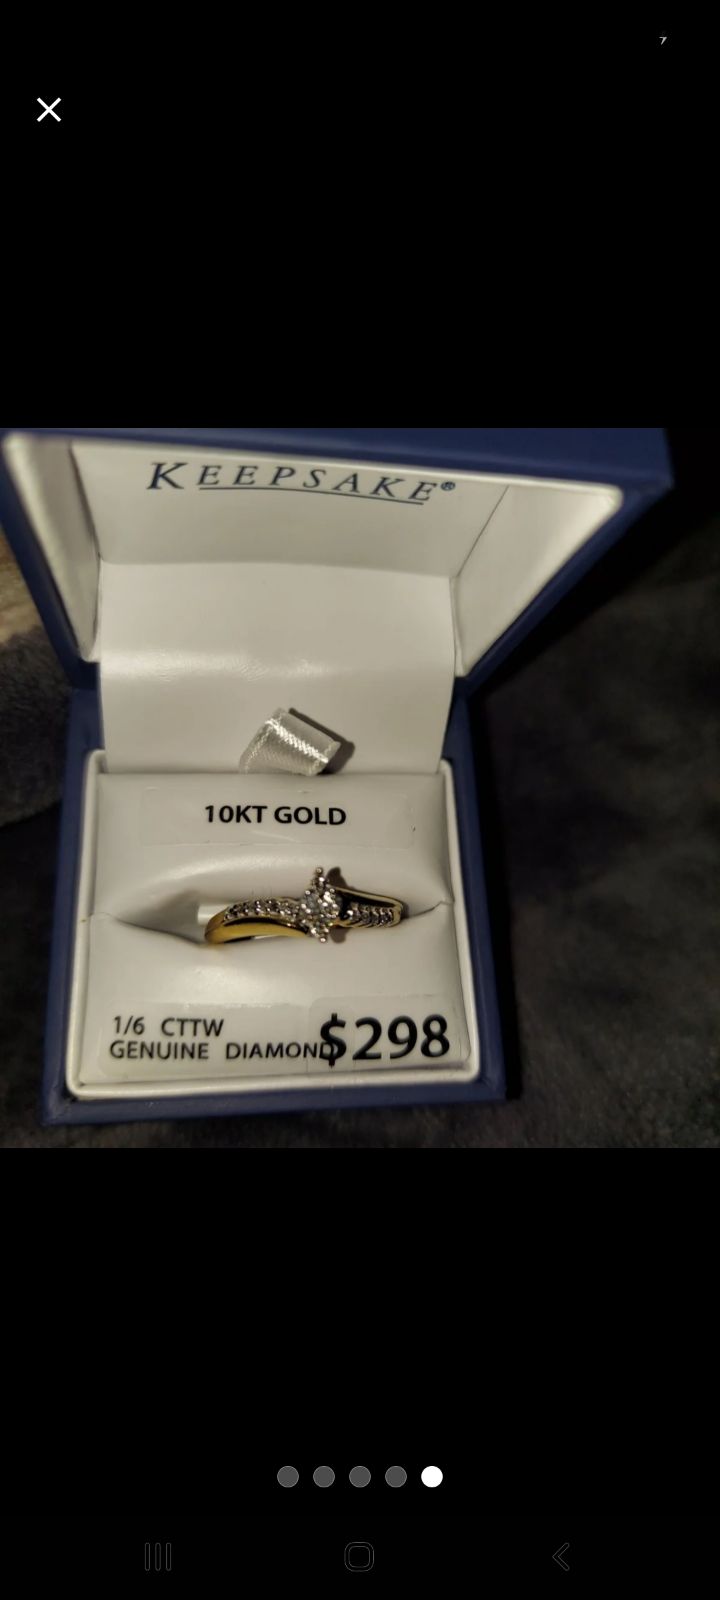 KEEPSAKE®
10KT GOLD
1/6 CTTW
GENUINE DIAMOND
$298